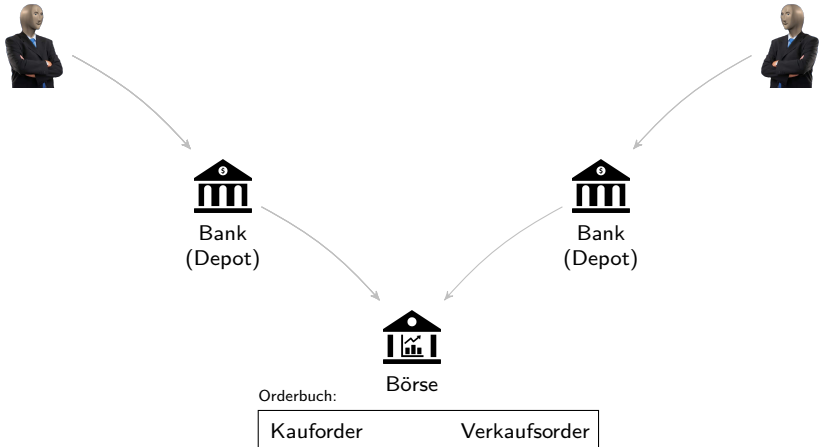 Bank
(Depot)
Bank
(Depot)
Börse
Orderbuch:
Kauforder Verkaufsorder